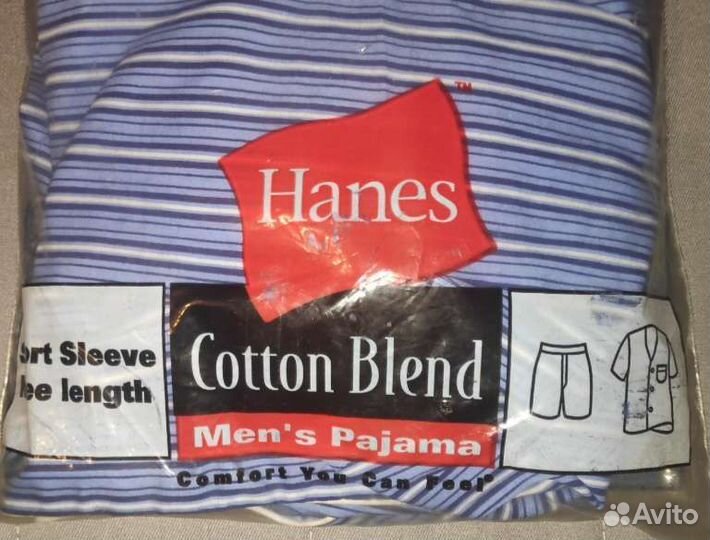 ™
Hanes
ort Sleeve
ee length
Cotton Blend
Men's Pajama
Comfort You Can Feel®
Avito